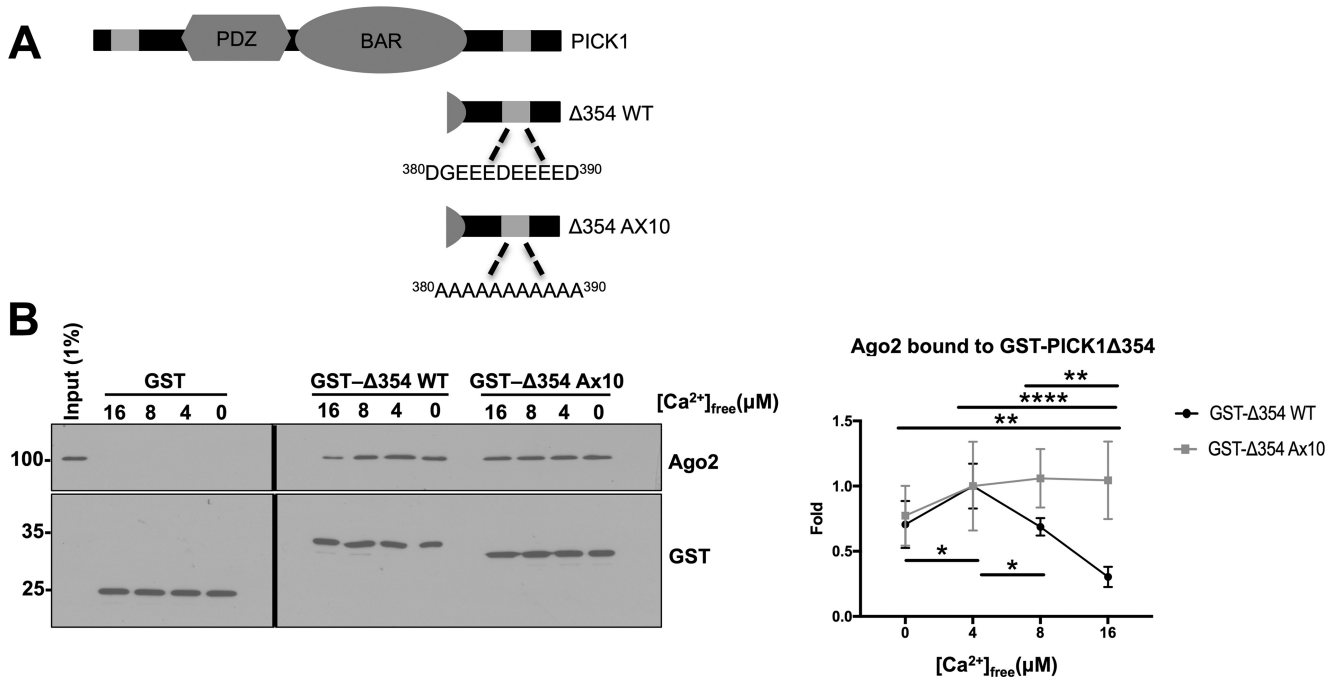 A
PDZ
BAR
PICK1
Δ354 WT
³⁸⁰DGEEEDEEEED³⁹⁰
Δ354 AX10
³⁸⁰AAAAAAAAAAA³⁹⁰
B
Input (1%)
GST
GST–Δ354 WT
GST–Δ354 Ax10
16 8 4 0
16 8 4 0
16 8 4 0
[Ca²⁺]free(μM)
100-
Ago2
35-
25-
GST
Ago2 bound to GST-PICK1Δ354
**
****
**
1.5
1.0
0.5
0.0
Fold
*
*
0 4 8 16
[Ca²⁺]free(μM)
GST-Δ354 WT
GST-Δ354 Ax10